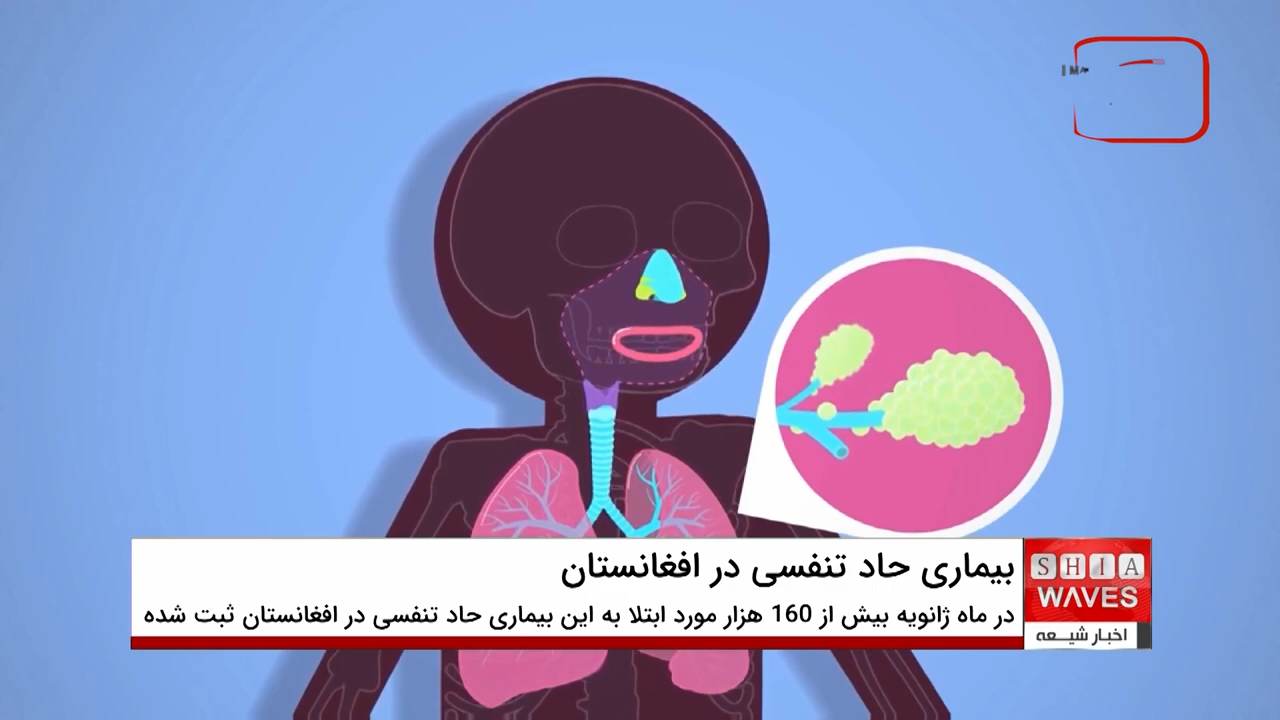 بیماری حاد تنفسی در افغانستان
در ماه ژانویه بیش از 160 هزار مورد ابتلا به این بیماری حاد تنفسی در افغانستان ثبت شده
SHIA
WAVES
اخبار شیـعه